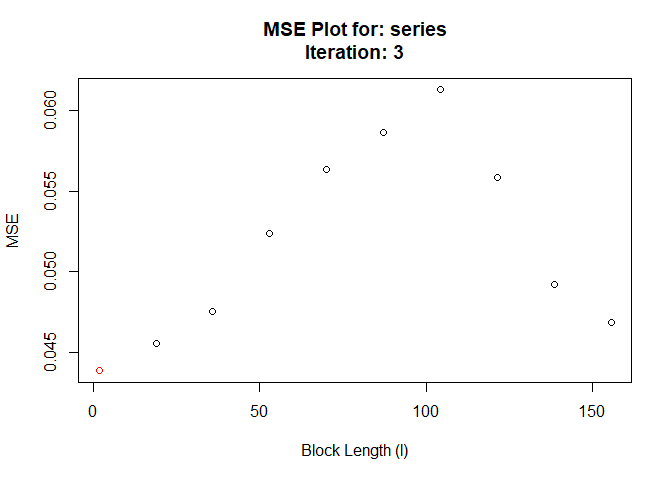 MSE Plot for: series
Iteration: 3
0.060
0.055
0.050
0.045
MSE
0 50 100 150
Block Length (l)